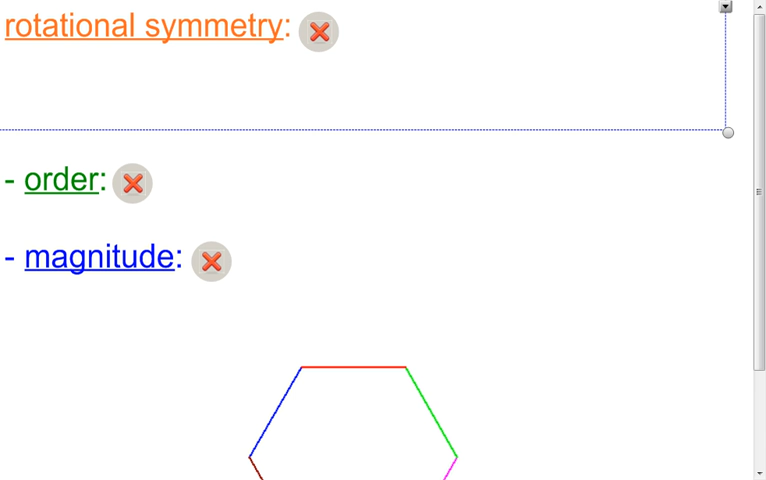 rotational symmetry:
- order:
- magnitude: